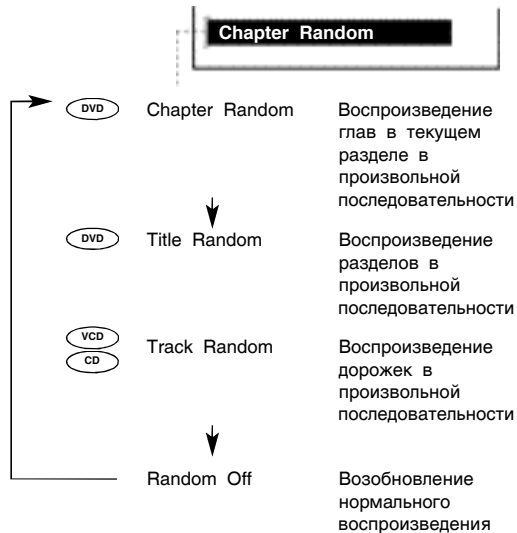 Chapter Random
DVD Chapter Random Воспроизведение
глав в текущем
разделе в
произвольной
последовательности
DVD Title Random Воспроизведение
разделов в
произвольной
последовательности
VCD
CD
Track Random Воспроизведение
дорожек в
произвольной
последовательности
Random Off Возобновление
нормального
воспроизведения